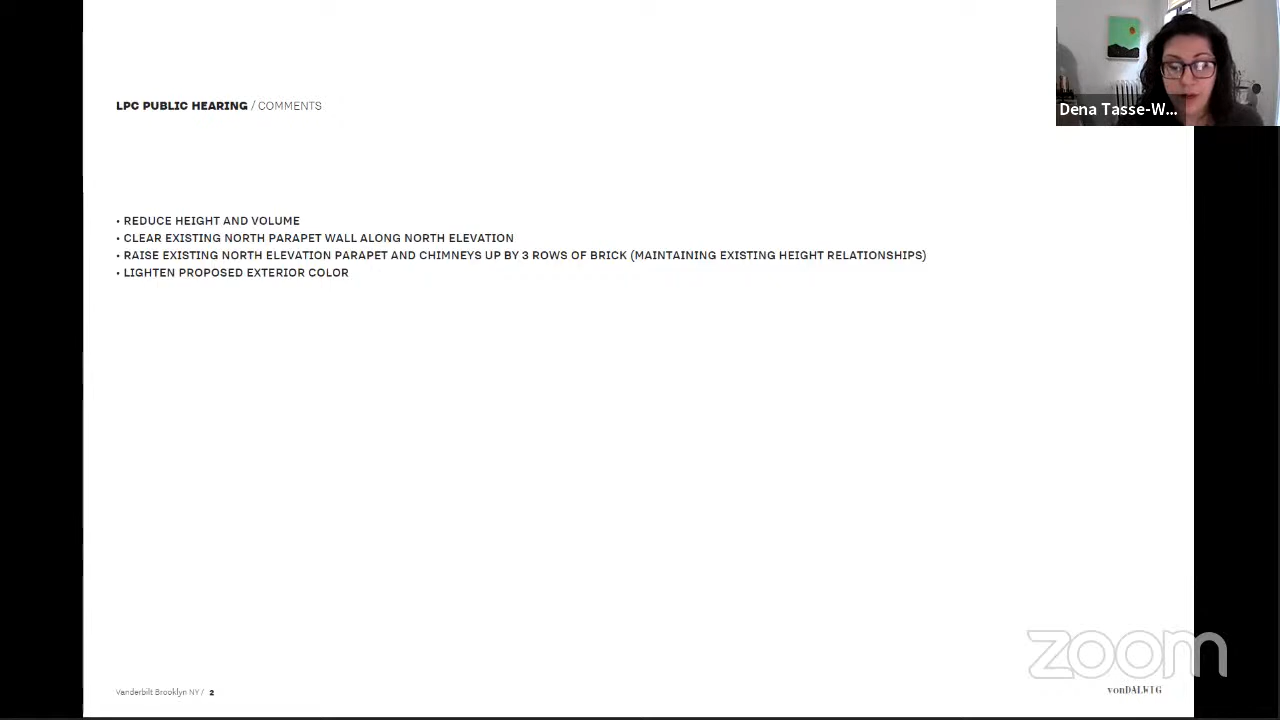 LPC PUBLIC HEARING / COMMENTS
Dena Tasse-W...
• REDUCE HEIGHT AND VOLUME
• CLEAR EXISTING NORTH PARAPET WALL ALONG NORTH ELEVATION
• RAISE EXISTING NORTH ELEVATION PARAPET AND CHIMNEYS UP BY 3 ROWS OF BRICK (MAINTAINING EXISTING HEIGHT RELATIONSHIPS)
• LIGHTEN PROPOSED EXTERIOR COLOR
zoom
Vanderbilt Brooklyn NY / 2
vonDALWIG